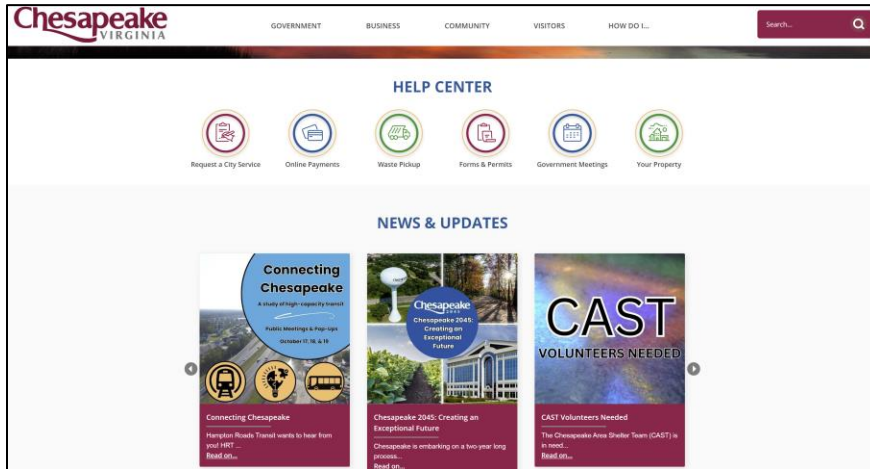 Chesapeake
VIRGINIA
GOVERNMENT
BUSINESS
COMMUNITY
VISITORS
HOW DO I...
Search...
HELP CENTER
Request a City Service
Online Payments
Waste Pickup
Forms & Permits
Government Meetings
Your Property
NEWS & UPDATES
Connecting
Chesapeake
A study of high-capacity transit
Public Meetings & Pop-Ups
October 17, 18, & 19
Connecting Chesapeake
Hampton Roads Transit wants to hear from
you! HRT ...
Read on...
Chesapeake
2045
Chesapeake 2045:
Creating an
Exceptional
Future
Chesapeake 2045: Creating an
Exceptional Future
Chesapeake is embarking on a two-year long
process...
Read on...
CAST
VOLUNTEERS NEEDED
CAST Volunteers Needed
The Chesapeake Area Shelter Team (CAST) is
in need...
Read on...